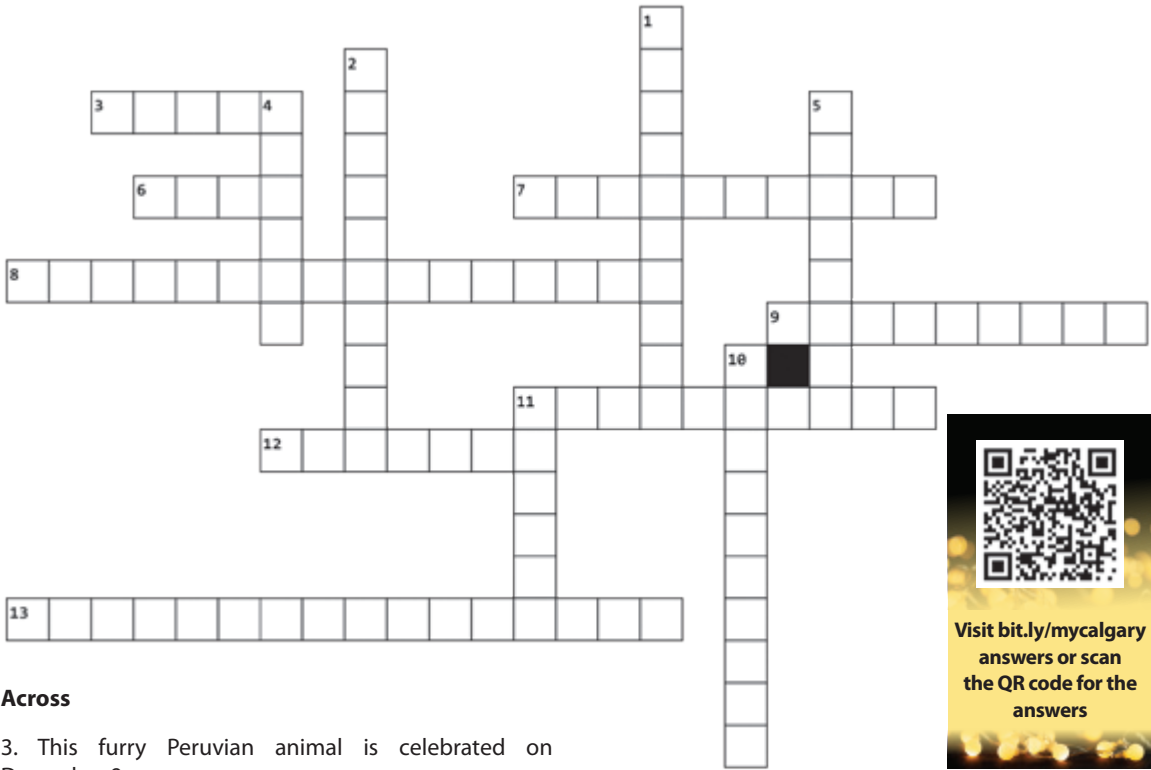 1
2
3
4
5
6
7
8
9
10
11
12
13
Visit bit.ly/mycalgary
answers or scan
the QR code for the
answers
Across
3. This furry Peruvian animal is celebrated on